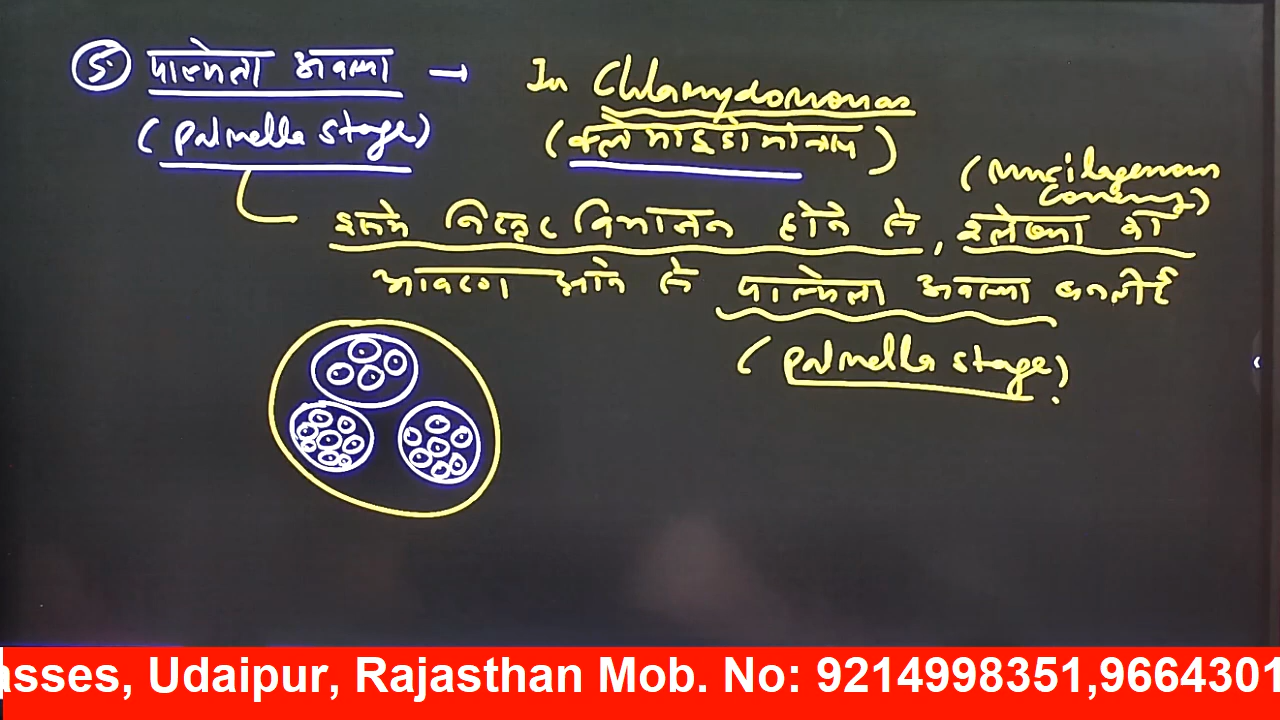 5. पाल्मेला अवस्था → In Chlamydomonas
(Palmella stage) (क्लेमाइडोमोनास)
(Mucilagenous
इसमें निरन्तर विभाजन होने से, श्लेष्मा का
आवरण आने से पाल्मेला अवस्था बनती है
(Palmella stage).
asses, Udaipur, Rajasthan Mob. No: 9214998351,9664301